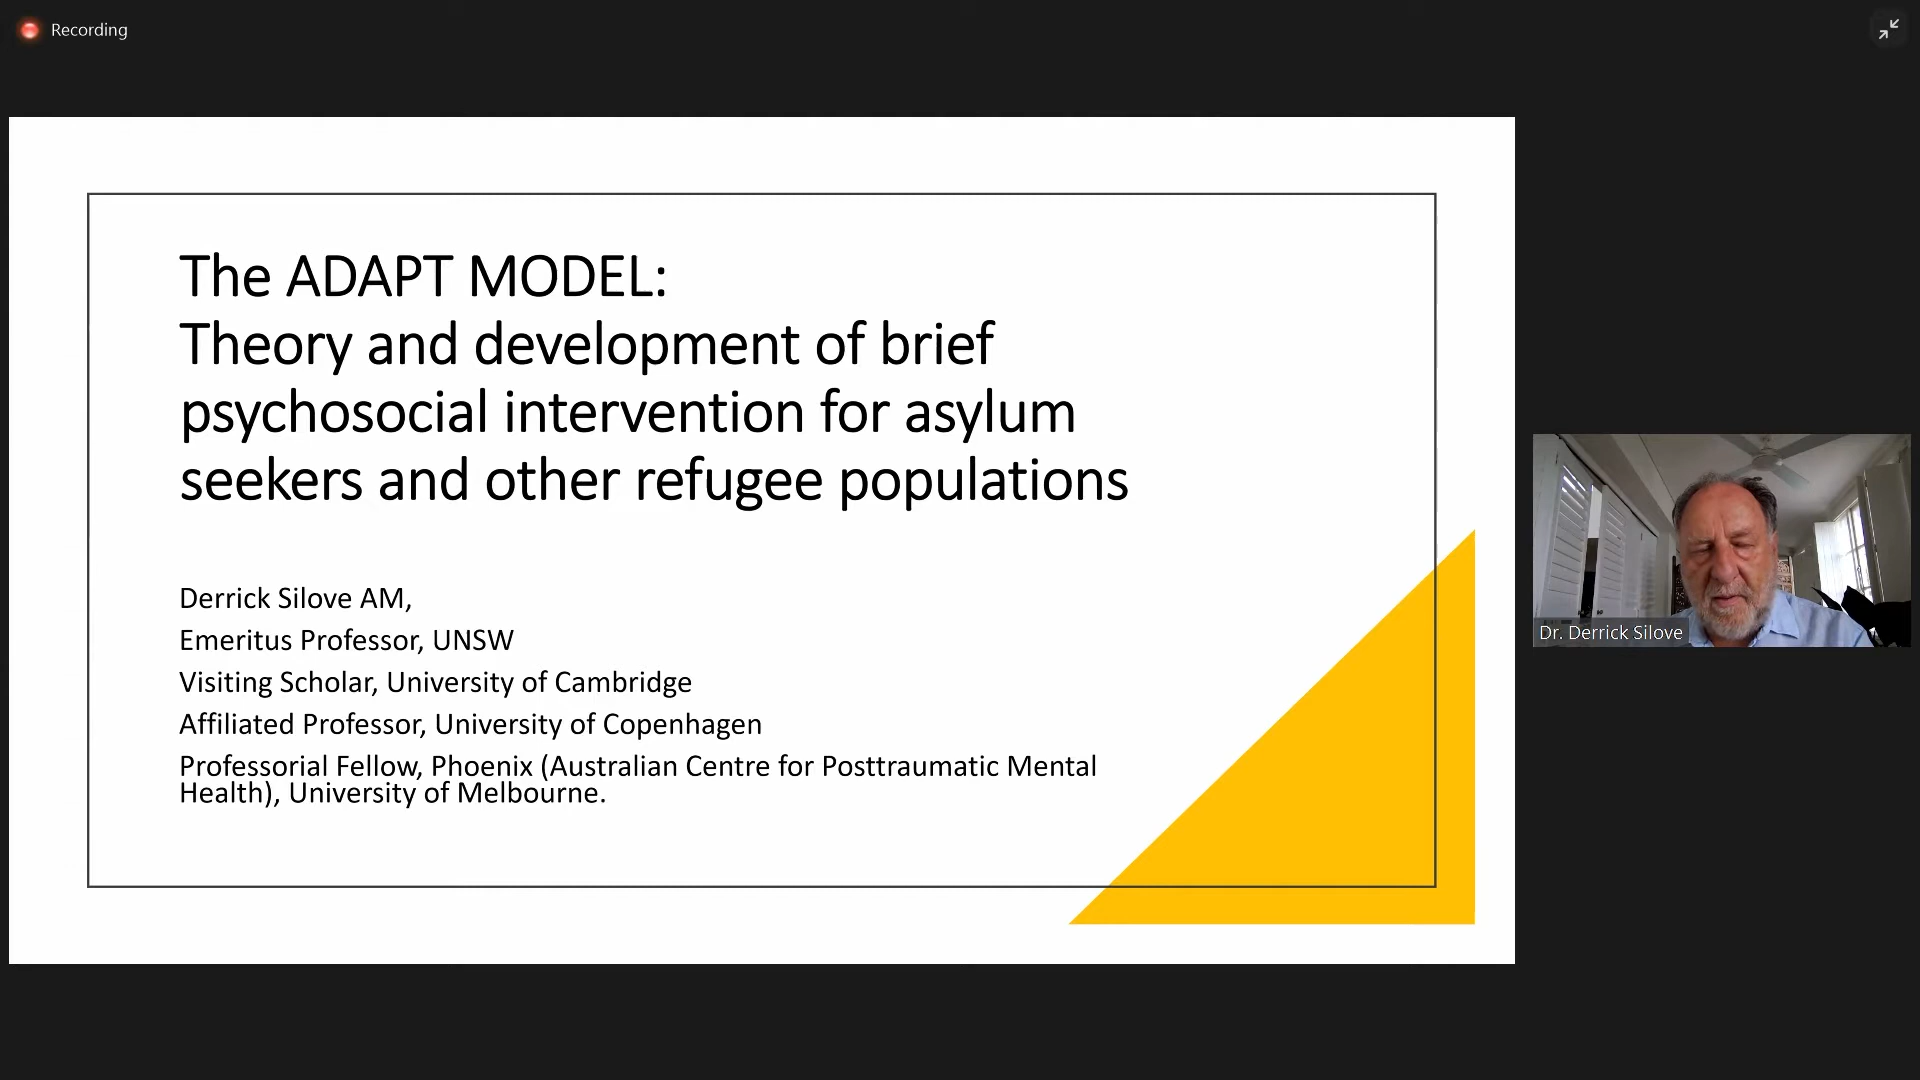 Recording
The ADAPT MODEL:
Theory and development of brief
psychosocial intervention for asylum
seekers and other refugee populations
Derrick Silove AM,
Emeritus Professor, UNSW
Visiting Scholar, University of Cambridge
Affiliated Professor, University of Copenhagen
Professorial Fellow, Phoenix (Australian Centre for Posttraumatic Mental
Health), University of Melbourne.
Dr. Derrick Silove